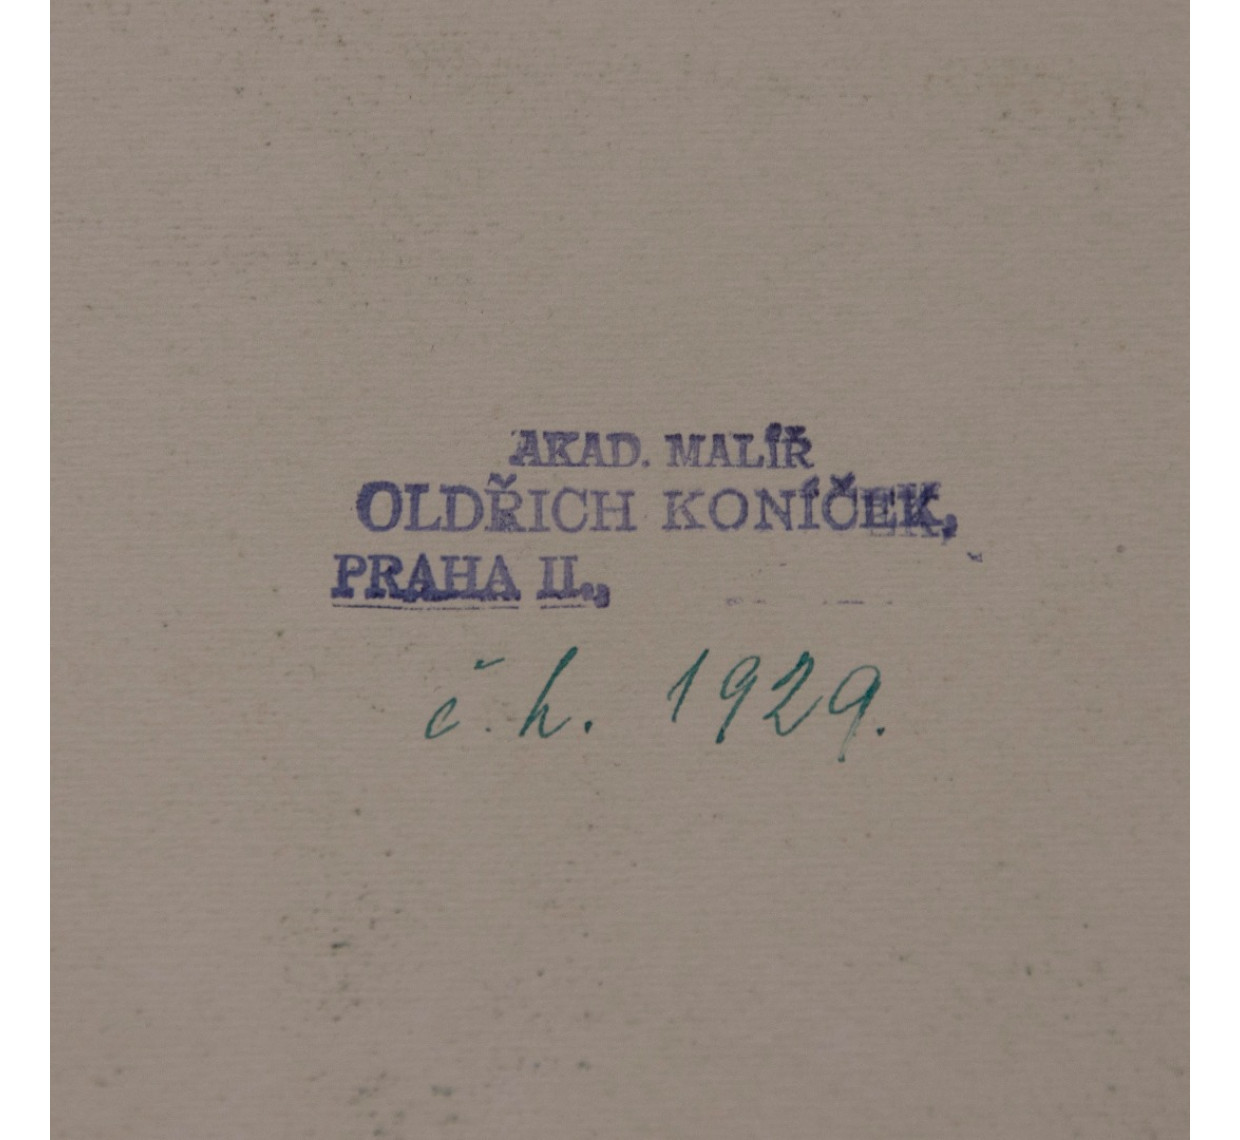 AKAD. MALÍŘ
OLDŘICH KONÍČEK,
PRAHA II.,
č. h. 1929.